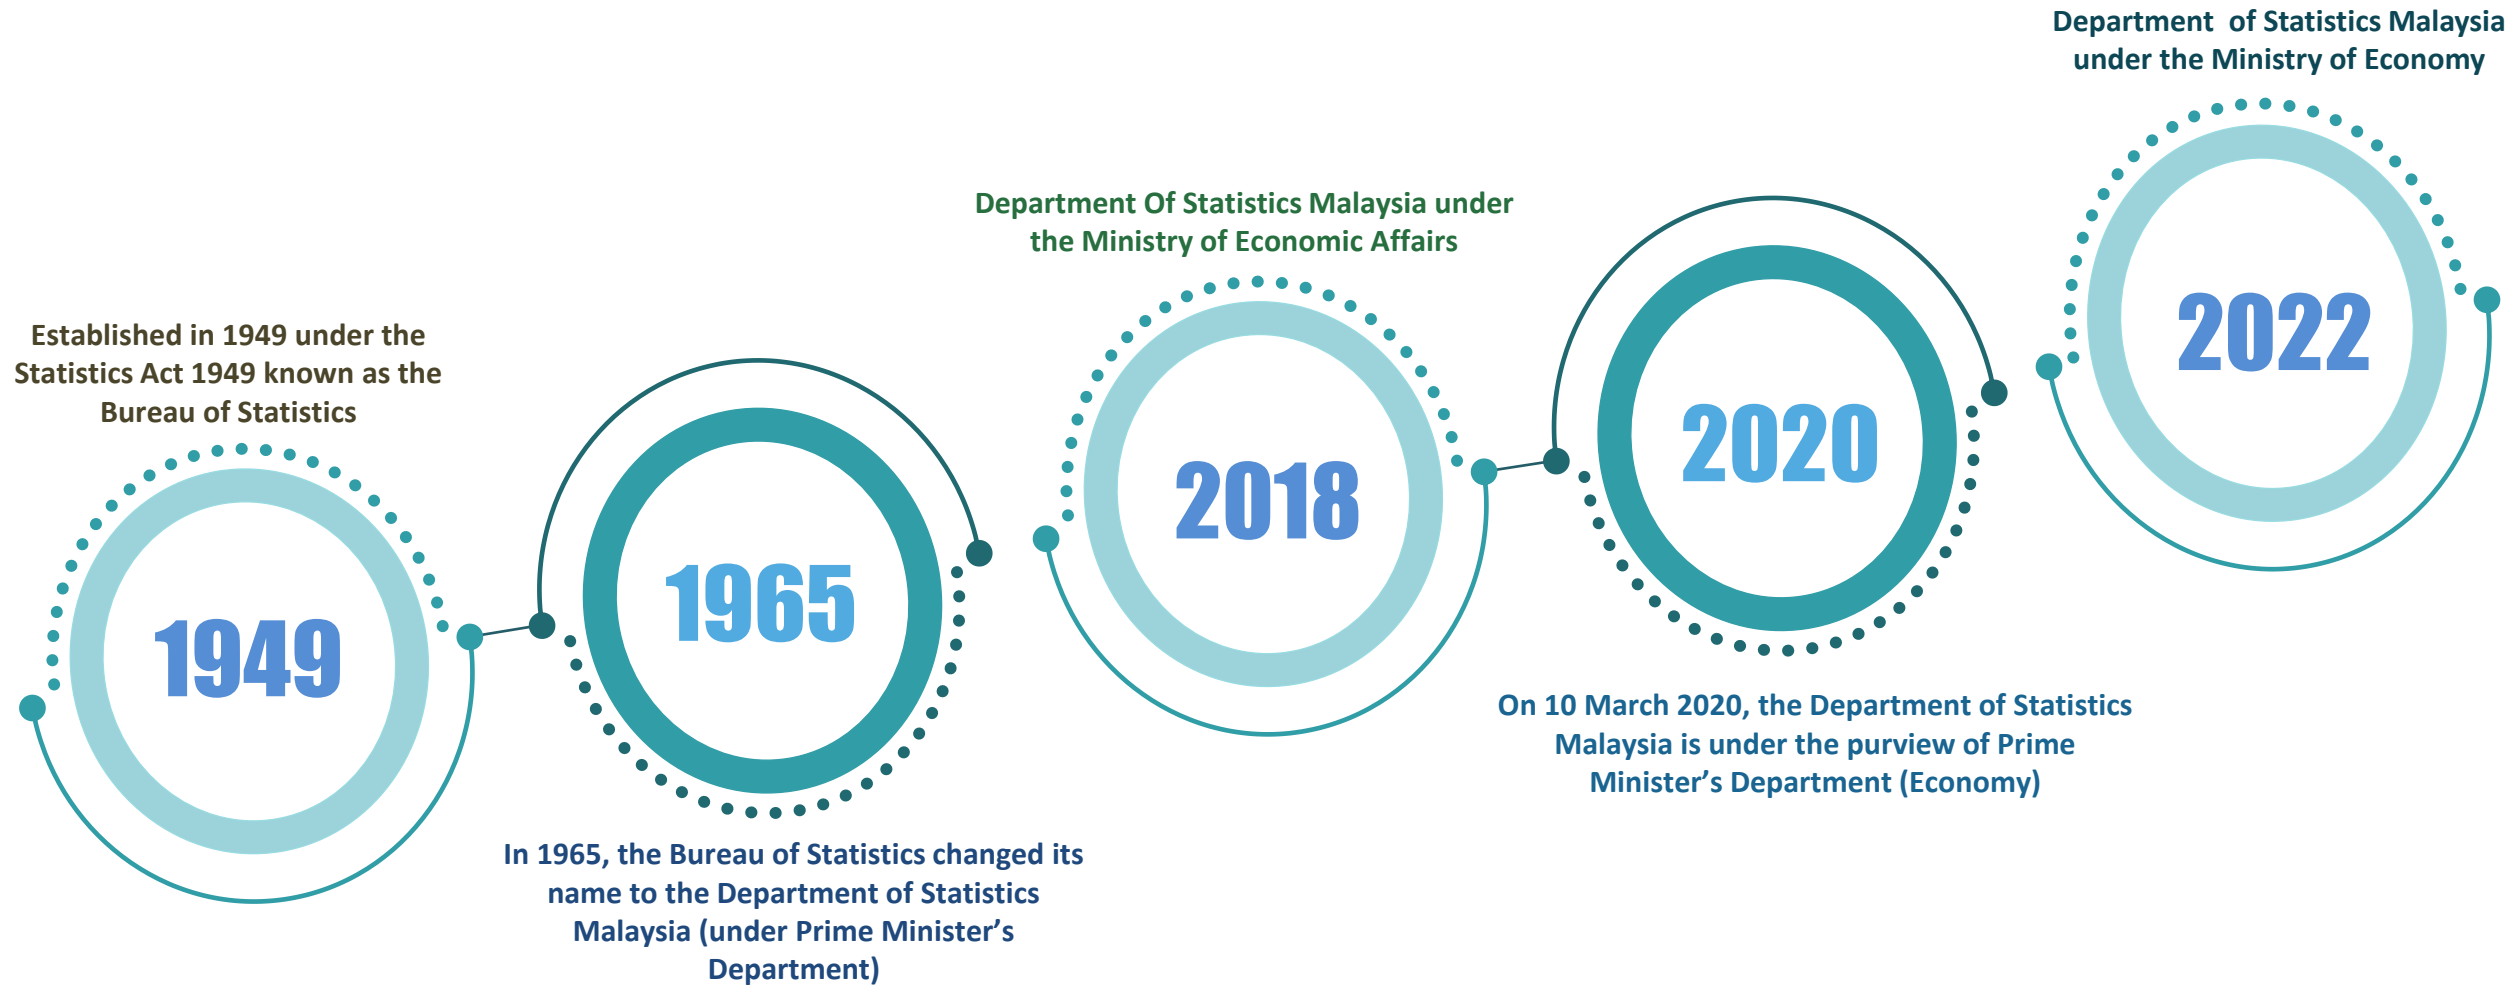 Established in 1949 under the
Statistics Act 1949 known as the
Bureau of Statistics
1949
1965
In 1965, the Bureau of Statistics changed its
name to the Department of Statistics
Malaysia (under Prime Minister’s
Department)
Department Of Statistics Malaysia under
the Ministry of Economic Affairs
2018
2020
On 10 March 2020, the Department of Statistics
Malaysia is under the purview of Prime
Minister’s Department (Economy)
Department of Statistics Malaysia
under the Ministry of Economy
2022